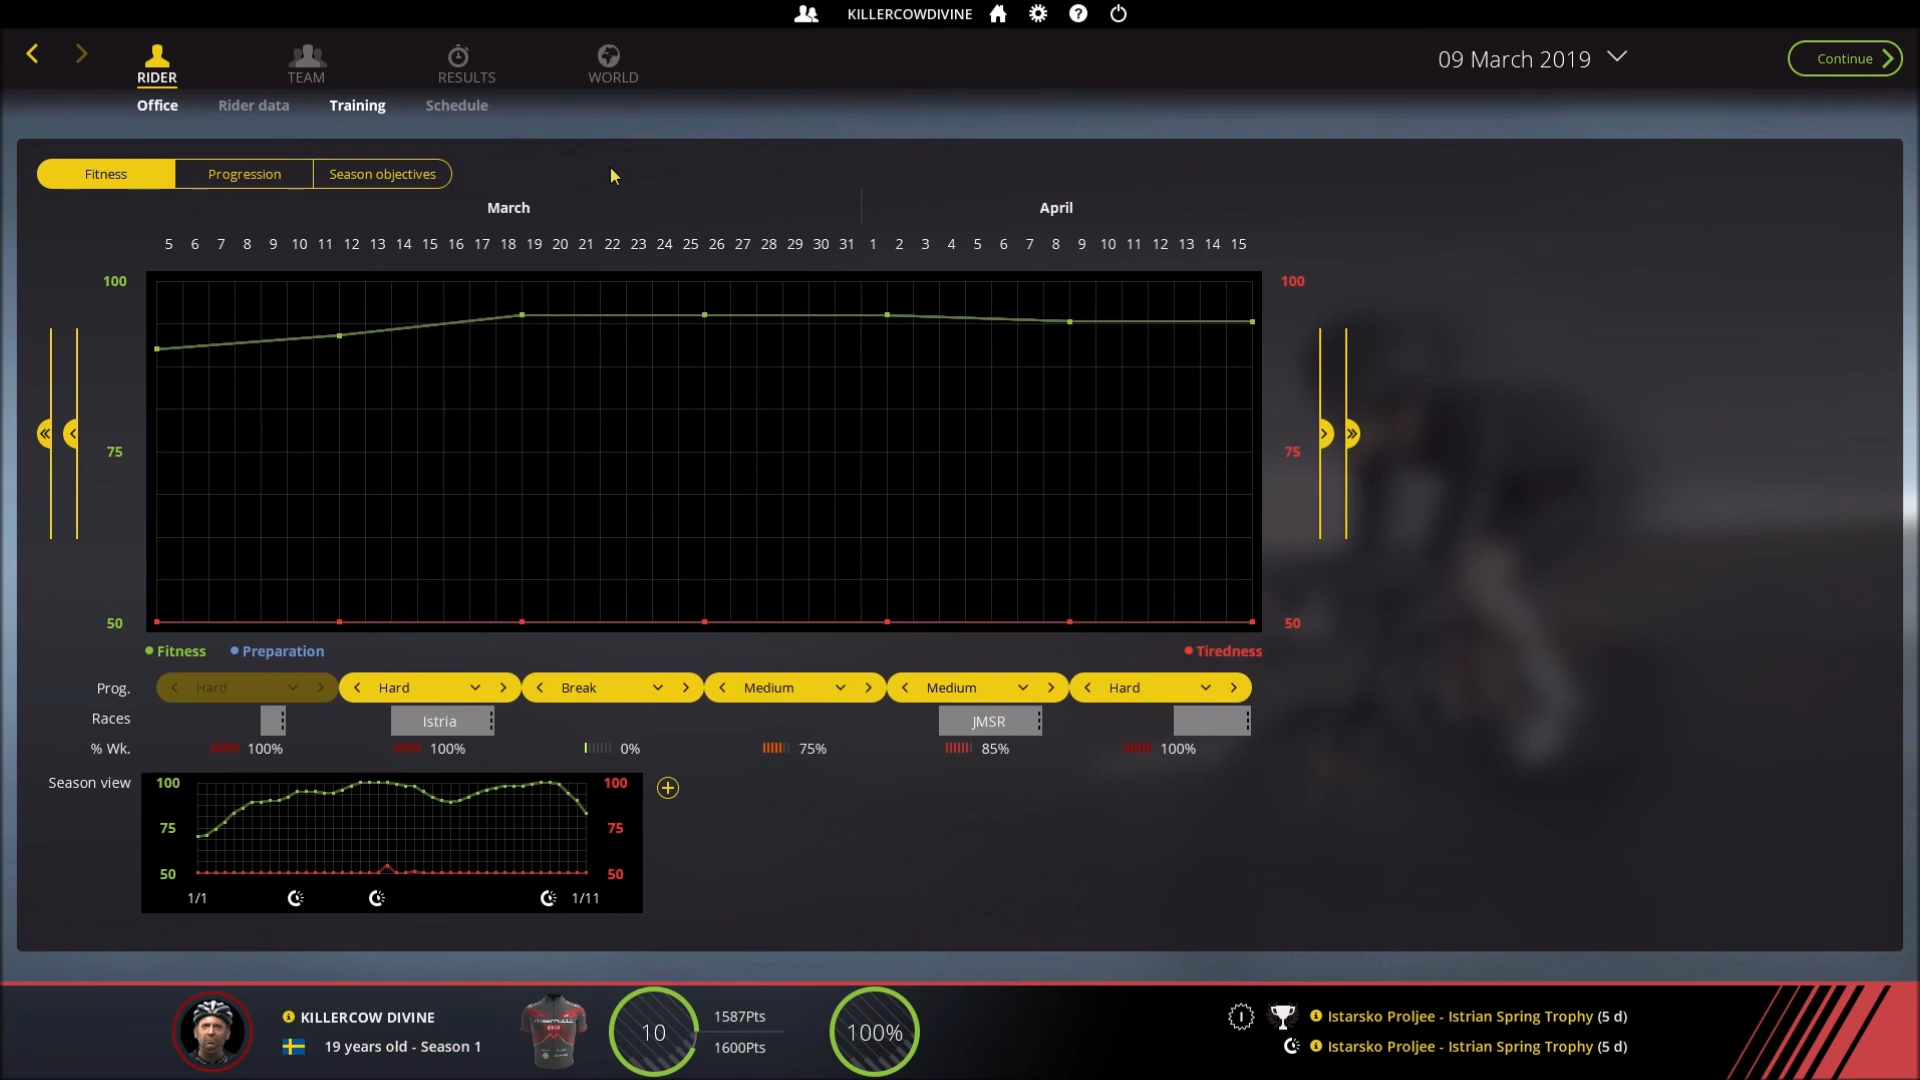 KILLERCOWDIVINE
RIDER TEAM RESULTS WORLD
09 March 2019
Continue
Office Rider data Training Schedule
Fitness Progression Season objectives
March April
5 6 7 8 9 10 11 12 13 14 15 16 17 18 19 20 21 22 23 24 25 26 27 28 29 30 31 1 2 3 4 5 6 7 8 9 10 11 12 13 14 15
100 100
75 75
50 50
Fitness Preparation Tiredness
Prog. Hard Hard Break Medium Medium Hard
Races Istria JMSR
% Wk. 100% 100% 0% 75% 85% 100%
Season view 100 100
75 75
50 50
1/1 1/11
KILLERCOW DIVINE
19 years old - Season 1
10
1587Pts
1600Pts
100%
Istarsko Proljee - Istrian Spring Trophy (5 d)
Istarsko Proljee - Istrian Spring Trophy (5 d)